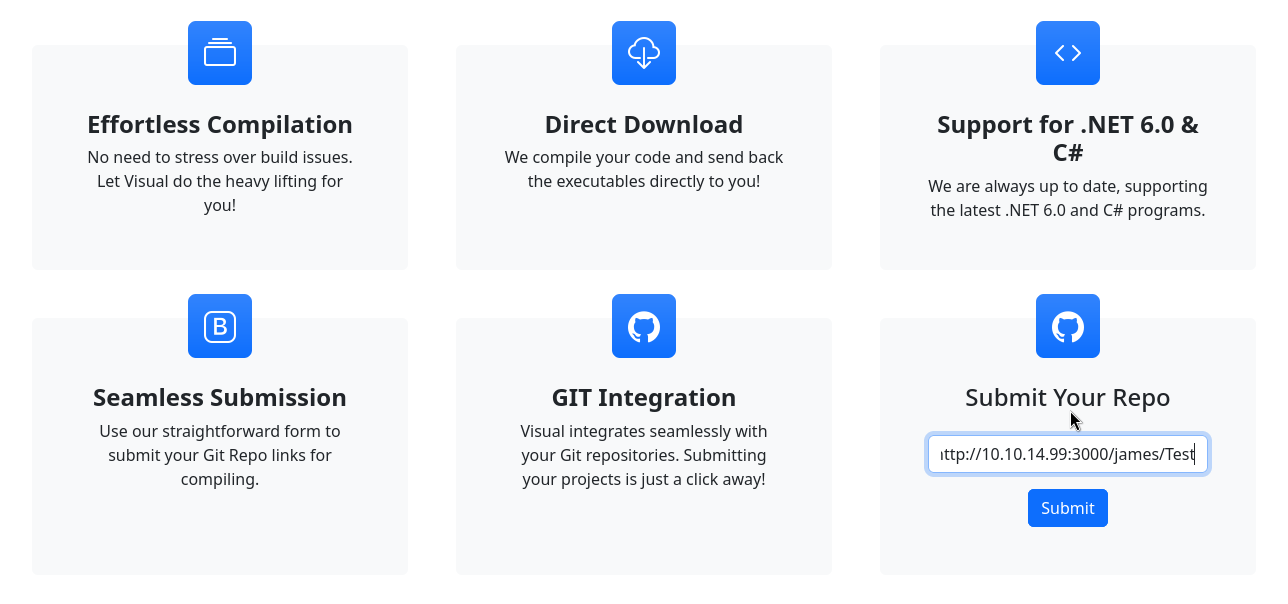 Effortless Compilation
No need to stress over build issues.
Let Visual do the heavy lifting for
you!
Direct Download
We compile your code and send back
the executables directly to you!
Support for .NET 6.0 &
C#
We are always up to date, supporting
the latest .NET 6.0 and C# programs.
B
Seamless Submission
Use our straightforward form to
submit your Git Repo links for
compiling.
GIT Integration
Visual integrates seamlessly with
your Git repositories. Submitting
your projects is just a click away!
Submit Your Repo
ttp://10.10.14.99:3000/james/Test
Submit